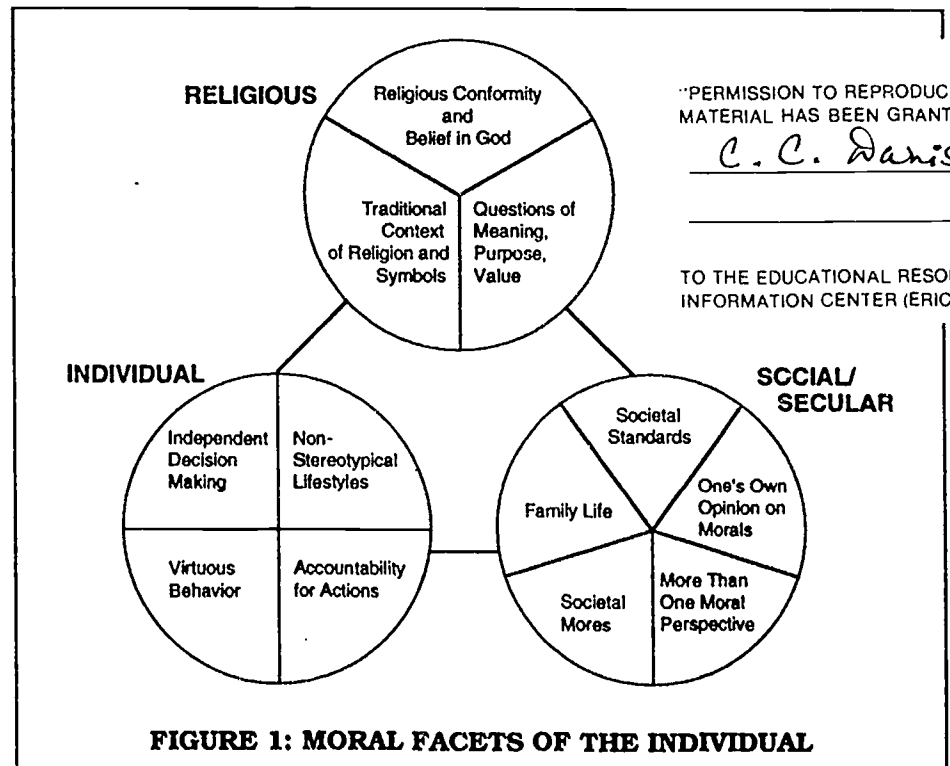 RELIGIOUS
Religious Conformity
and
Belief in God
Traditional
Context
of Religion and
Symbols
Questions of
Meaning,
Purpose,
Value
"PERMISSION TO REPRODUC
MATERIAL HAS BEEN GRANT
C. C. Danis
TO THE EDUCATIONAL RESOU
INFORMATION CENTER (ERIC
INDIVIDUAL
Independent
Decision
Making
Non-
Stereotypical
Lifestyles
Virtuous
Behavior
Accountability
for Actions
SOCIAL/
SECULAR
Societal
Standards
Family Life
One's Own
Opinion on
Morals
Societal
Mores
More Than
One Moral
Perspective
FIGURE 1: MORAL FACETS OF THE INDIVIDUAL